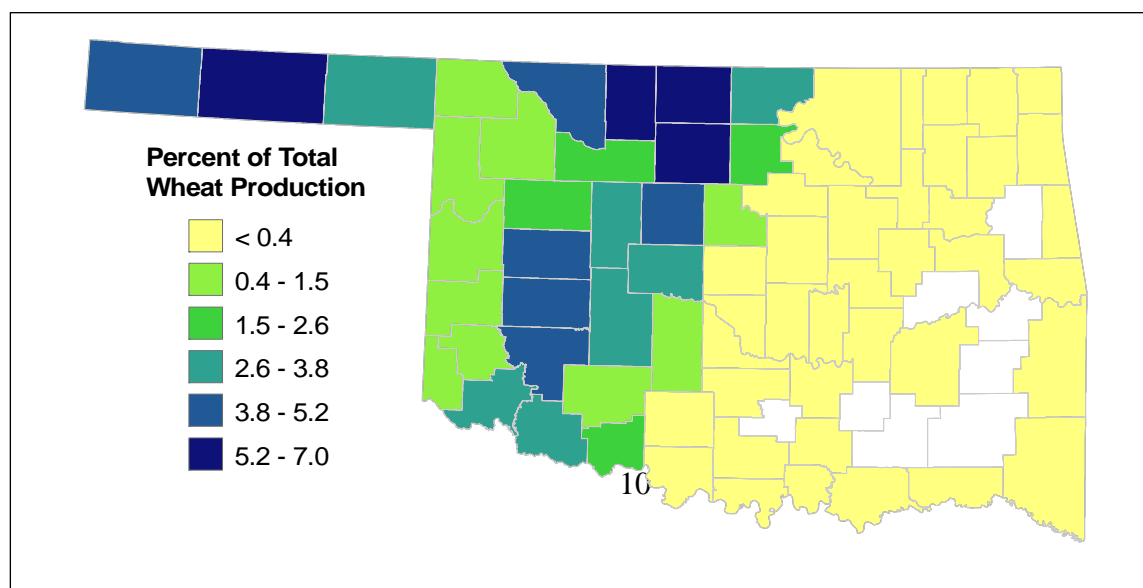 Percent of Total
Wheat Production
< 0.4
0.4 - 1.5
1.5 - 2.6
2.6 - 3.8
3.8 - 5.2
5.2 - 7.0
10